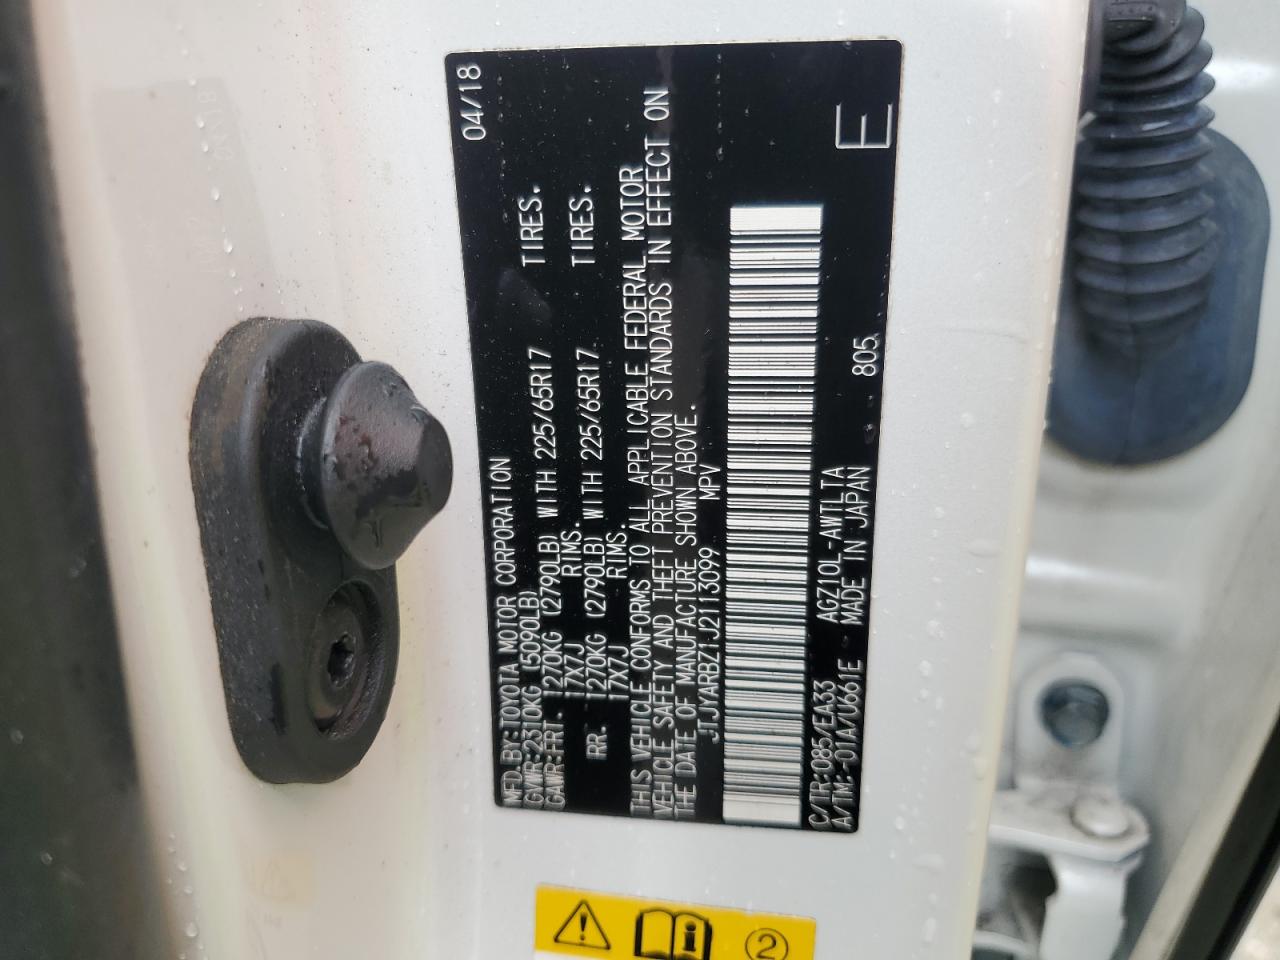 04/18
MFD. BY: TOYOTA MOTOR CORPORATION
GVWR: 2310KG (5090LB)
GAWR: FRT. 1270KG (2790LB) WITH 225/65R17 TIRES.
17X7J RIMS.
RR. 1270KG (2790LB) WITH 225/65R17 TIRES.
17X7J RIMS.
THIS VEHICLE CONFORMS TO ALL APPLICABLE FEDERAL MOTOR
VEHICLE SAFETY AND THEFT PREVENTION STANDARDS IN EFFECT ON
THE DATE OF MANUFACTURE SHOWN ABOVE.
JTJYARBZ1J2113099 MPV
C/TR: 085/EA33 AGZ10L-AWTLTA 805
A/TM: -01A/U661E MADE IN JAPAN
E
2